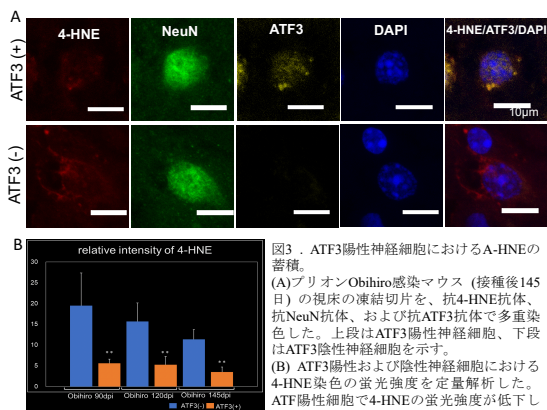 A
4-HNE NeuN ATF3 DAPI 4-HNE/ATF3/DAPI
ATF3 (+)
10μm
ATF3 (-)
B
relative intensity of 4-HNE
30
25
20
15
10
5
0
**
**
**
Obihiro 90dpi Obihiro 120dpi Obihiro 145dpi
ATF3(-) ATF3(+)
図3 . ATF3陽性神経細胞におけるA-HNEの
蓄積。
(A)プリオンObihiro感染マウス (接種後145
日) の視床の凍結切片を、抗4-HNE抗体、
抗NeuN抗体、および抗ATF3抗体で多重染
色した。上段はATF3陽性神経細胞、下段
はATF3陰性神経細胞を示す。
(B) ATF3陽性および陰性神経細胞における
4-HNE染色の蛍光強度を定量解析した。
ATF陽性細胞で4-HNEの蛍光強度が低下し